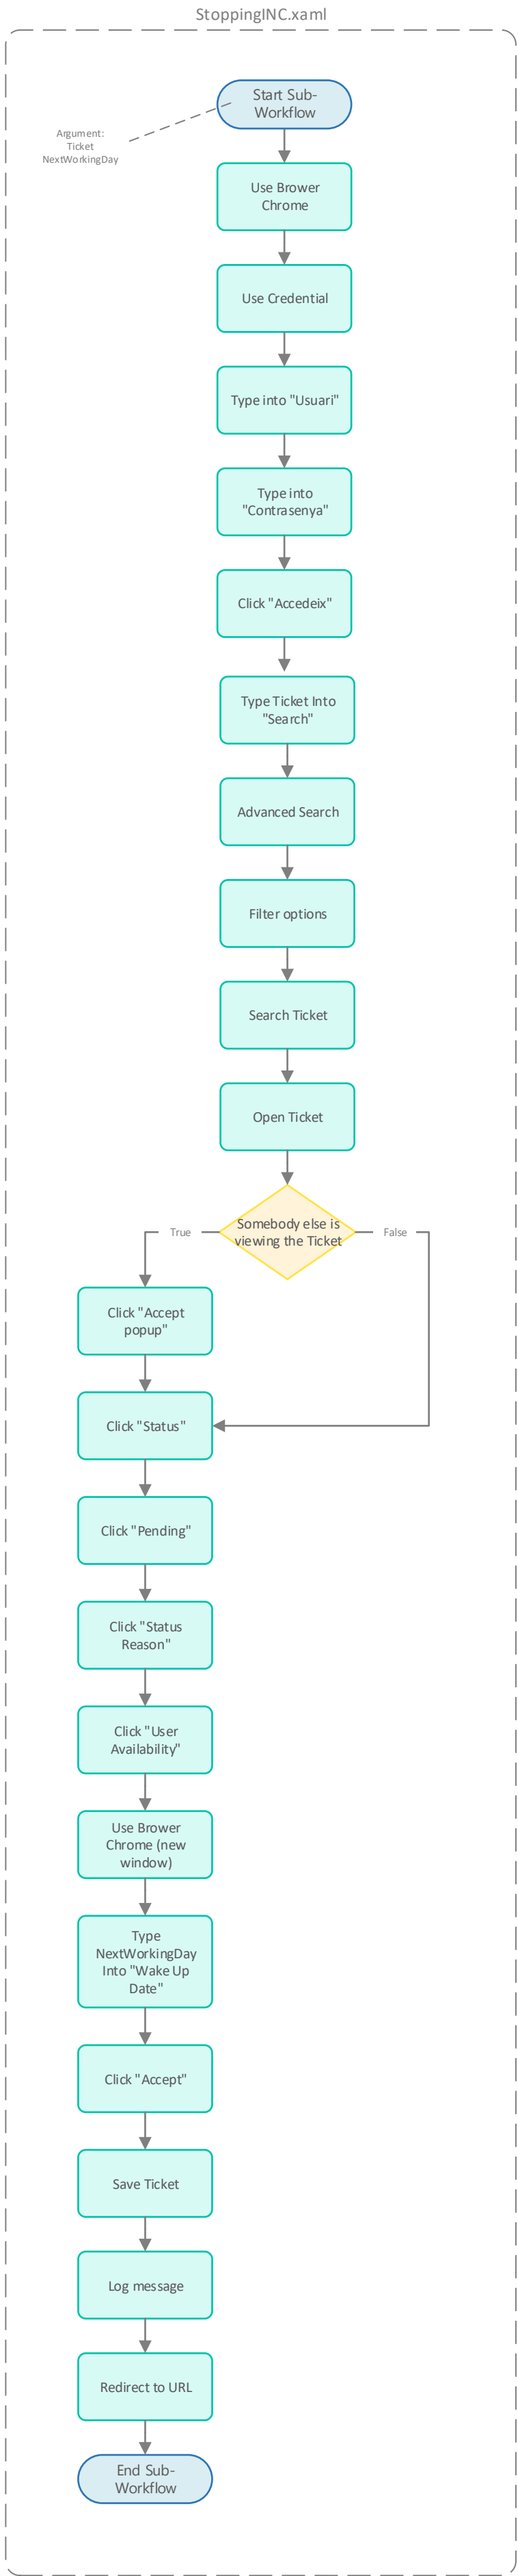 StoppingINC.xaml
Start Sub-
Workflow
Argument:
Ticket
NextWorkingDay
Use Brower
Chrome
Use Credential
Type into "Usuari"
Type into
"Contrasenya"
Click "Accedeix"
Type Ticket Into
"Search"
Advanced Search
Filter options
Search Ticket
Open Ticket
Somebody else is
viewing the Ticket
True
False
Click "Accept
popup"
Click "Status"
Click "Pending"
Click "Status
Reason"
Click "User
Availability"
Use Brower
Chrome (new
window)
Type
NextWorkingDay
Into "Wake Up
Date"
Click "Accept"
Save Ticket
Log message
Redirect to URL
End Sub-
Workflow